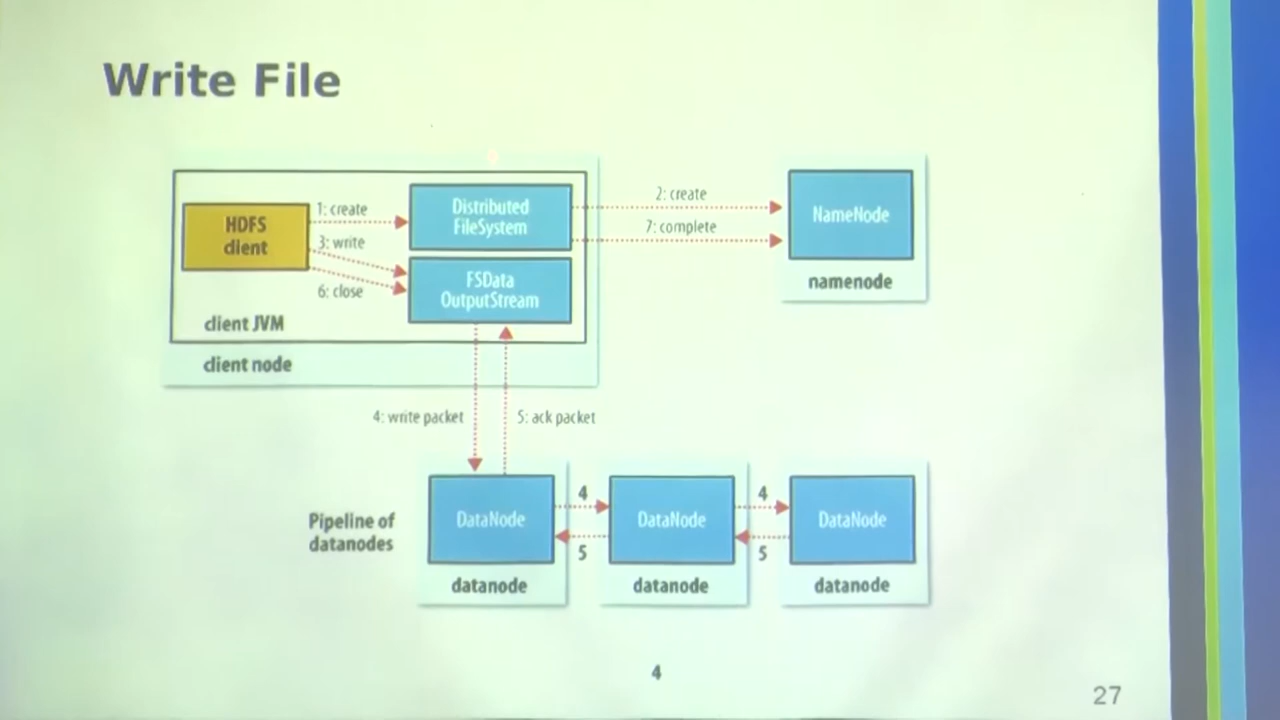 Write File
HDFS
client
1: create
3: write
6: close
Distributed
FileSystem
FSData
OutputStream
client JVM
client node
2: create
7: complete
NameNode
namenode
4: write packet
5: ack packet
Pipeline of
datanodes
DataNode
datanode
4
5
DataNode
datanode
4
5
DataNode
datanode
4
27